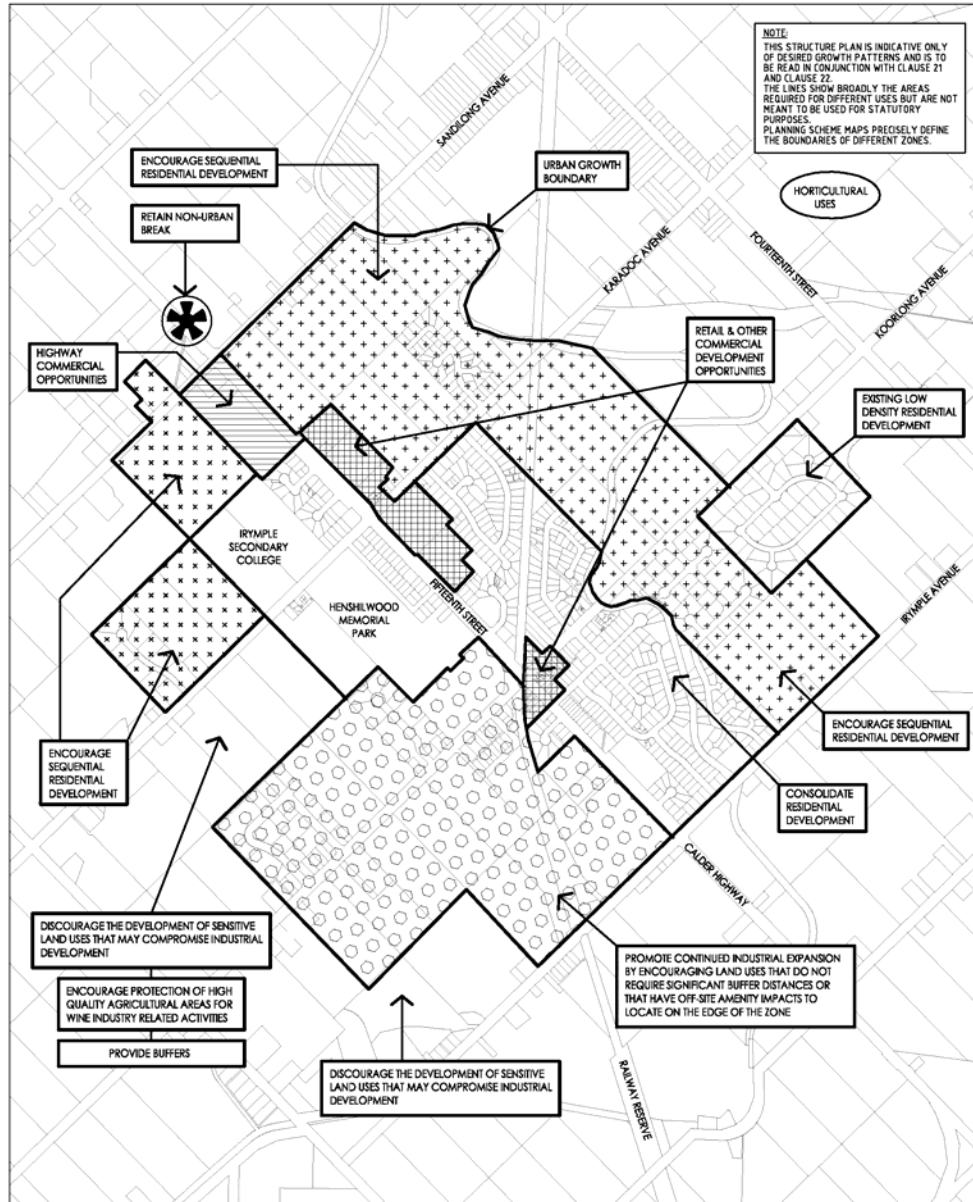 NOTE:
THIS STRUCTURE PLAN IS INDICATIVE ONLY
OF DESIRED GROWTH PATTERNS AND IS TO
BE READ IN CONJUNCTION WITH CLAUSE 21
AND CLAUSE 22.
THE LINES SHOW BROADLY THE AREAS
REQUIRED FOR DIFFERENT USES BUT ARE NOT
MEANT TO BE USED FOR STATUTORY
PURPOSES.
PLANNING SCHEME MAPS PRECISELY DEFINE
THE BOUNDARIES OF DIFFERENT ZONES.
SANDILONG AVENUE
ENCOURAGE SEQUENTIAL
RESIDENTIAL DEVELOPMENT
URBAN GROWTH
BOUNDARY
HORTICULTURAL
USES
RETAIN NON-URBAN
BREAK
KARADOC AVENUE
FOURTEENTH STREET
KOORLONG AVENUE
HIGHWAY
COMMERCIAL
OPPORTUNITIES
RETAIL & OTHER
COMMERCIAL
DEVELOPMENT
OPPORTUNITIES
EXISTING LOW
DENSITY RESIDENTIAL
DEVELOPMENT
IRYMPLE
SECONDARY
COLLEGE
HENSHILWOOD
MEMORIAL
PARK
FIFTEENTH STREET
IRYMPLE AVENUE
ENCOURAGE SEQUENTIAL
RESIDENTIAL DEVELOPMENT
ENCOURAGE
SEQUENTIAL
RESIDENTIAL
DEVELOPMENT
CONSOLIDATE
RESIDENTIAL
DEVELOPMENT
CALDER HIGHWAY
DISCOURAGE THE DEVELOPMENT OF SENSITIVE
LAND USES THAT MAY COMPROMISE INDUSTRIAL
DEVELOPMENT
ENCOURAGE PROTECTION OF HIGH
QUALITY AGRICULTURAL AREAS FOR
WINE INDUSTRY RELATED ACTIVITIES
PROVIDE BUFFERS
PROMOTE CONTINUED INDUSTRIAL EXPANSION
BY ENCOURAGING LAND USES THAT DO NOT
REQUIRE SIGNIFICANT BUFFER DISTANCES OR
THAT HAVE OFF-SITE AMENITY IMPACTS TO
LOCATE ON THE EDGE OF THE ZONE
DISCOURAGE THE DEVELOPMENT OF SENSITIVE
LAND USES THAT MAY COMPROMISE INDUSTRIAL
DEVELOPMENT
RAILWAY RESERVE